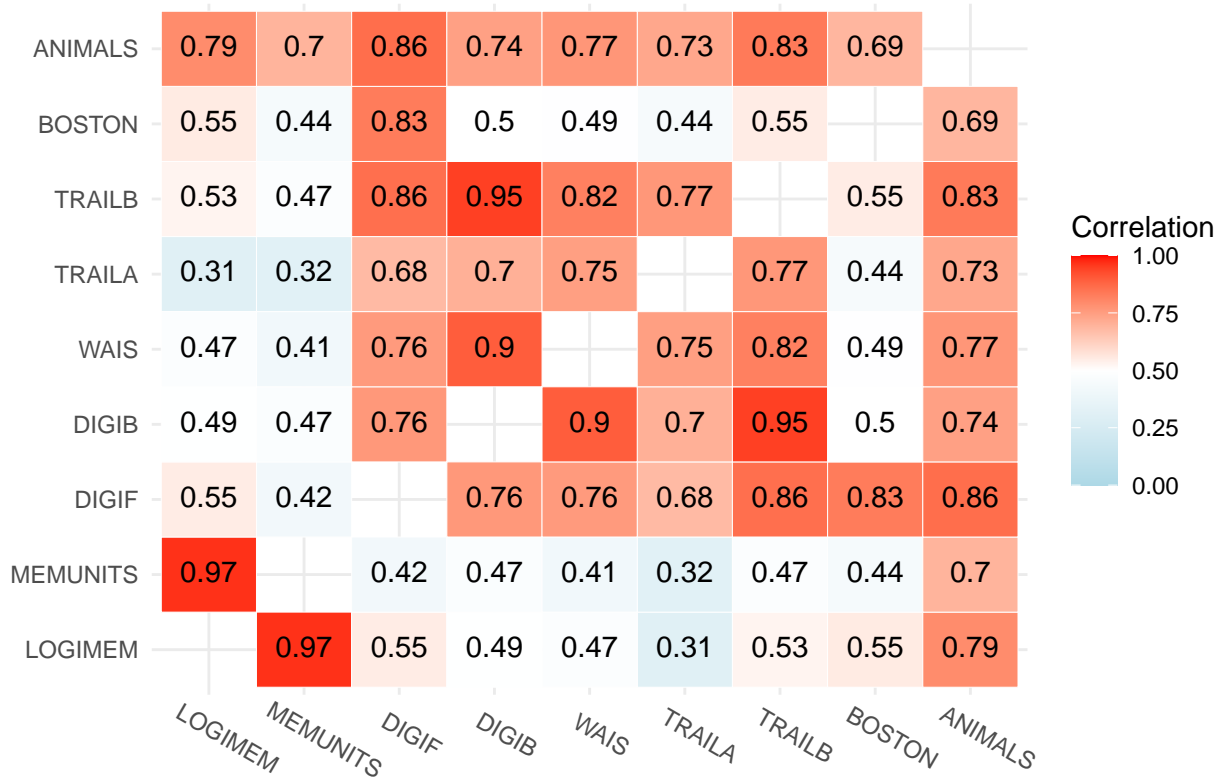 ANIMALS 0.79 0.7 0.86 0.74 0.77 0.73 0.83 0.69
BOSTON 0.55 0.44 0.83 0.5 0.49 0.44 0.55 0.69
TRAILB 0.53 0.47 0.86 0.95 0.82 0.77 0.55 0.83
TRAILA 0.31 0.32 0.68 0.7 0.75 0.77 0.44 0.73
WAIS 0.47 0.41 0.76 0.9 0.75 0.82 0.49 0.77
DIGIB 0.49 0.47 0.76 0.9 0.7 0.95 0.5 0.74
DIGIF 0.55 0.42 0.76 0.76 0.68 0.86 0.83 0.86
MEMUNITS 0.97 0.42 0.47 0.41 0.32 0.47 0.44 0.7
LOGIMEM 0.97 0.55 0.49 0.47 0.31 0.53 0.55 0.79
LOGIMEM MEMUNITS DIGIF DIGIB WAIS TRAILA TRAILB BOSTON ANIMALS
Correlation
1.00
0.75
0.50
0.25
0.00